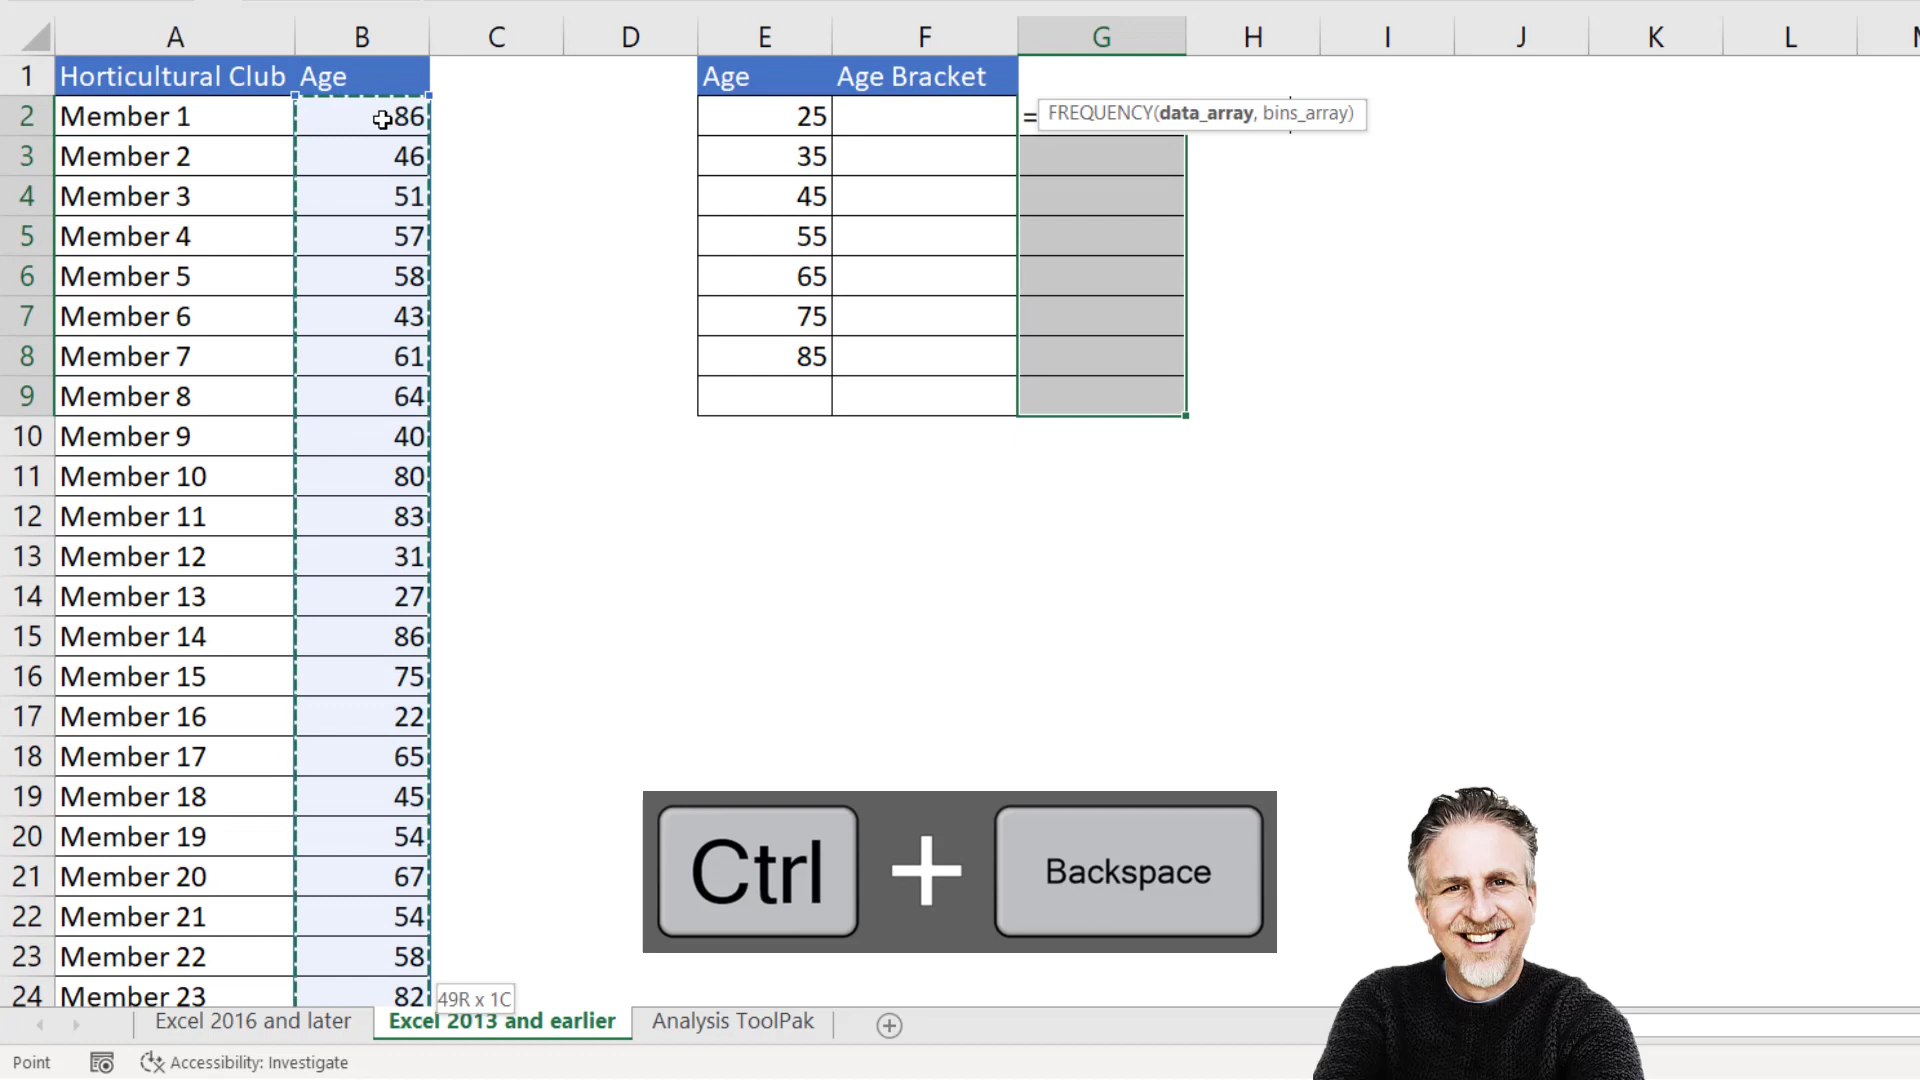 A B C D E F G H I J K L
1 Horticultural Club Age Age Age Bracket
2 Member 1 86 25 = FREQUENCY(data_array, bins_array)
3 Member 2 46 35
4 Member 3 51 45
5 Member 4 57 55
6 Member 5 58 65
7 Member 6 43 75
8 Member 7 61 85
9 Member 8 64
10 Member 9 40
11 Member 10 80
12 Member 11 83
13 Member 12 31
14 Member 13 27
15 Member 14 86
16 Member 15 75
17 Member 16 22
18 Member 17 65
19 Member 18 45
20 Member 19 54
21 Member 20 67
22 Member 21 54
23 Member 22 58
24 Member 23 82 49R x 1C
Ctrl + Backspace
Excel 2016 and later Excel 2013 and earlier Analysis ToolPak
Point Accessibility: Investigate